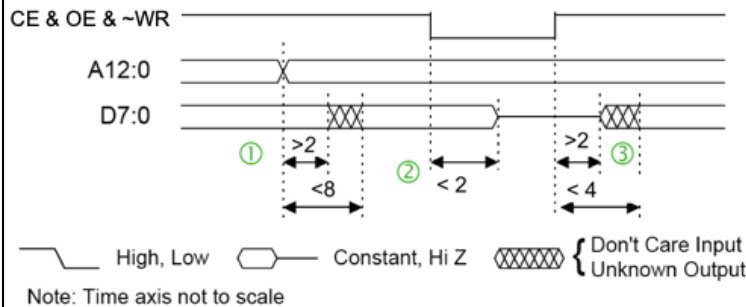 CE & OE & ~WR
A12:0
D7:0
① >2 ② < 2 >2 ③
<8 < 4
High, Low Constant, Hi Z { Don't Care Input
Unknown Output
Note: Time axis not to scale